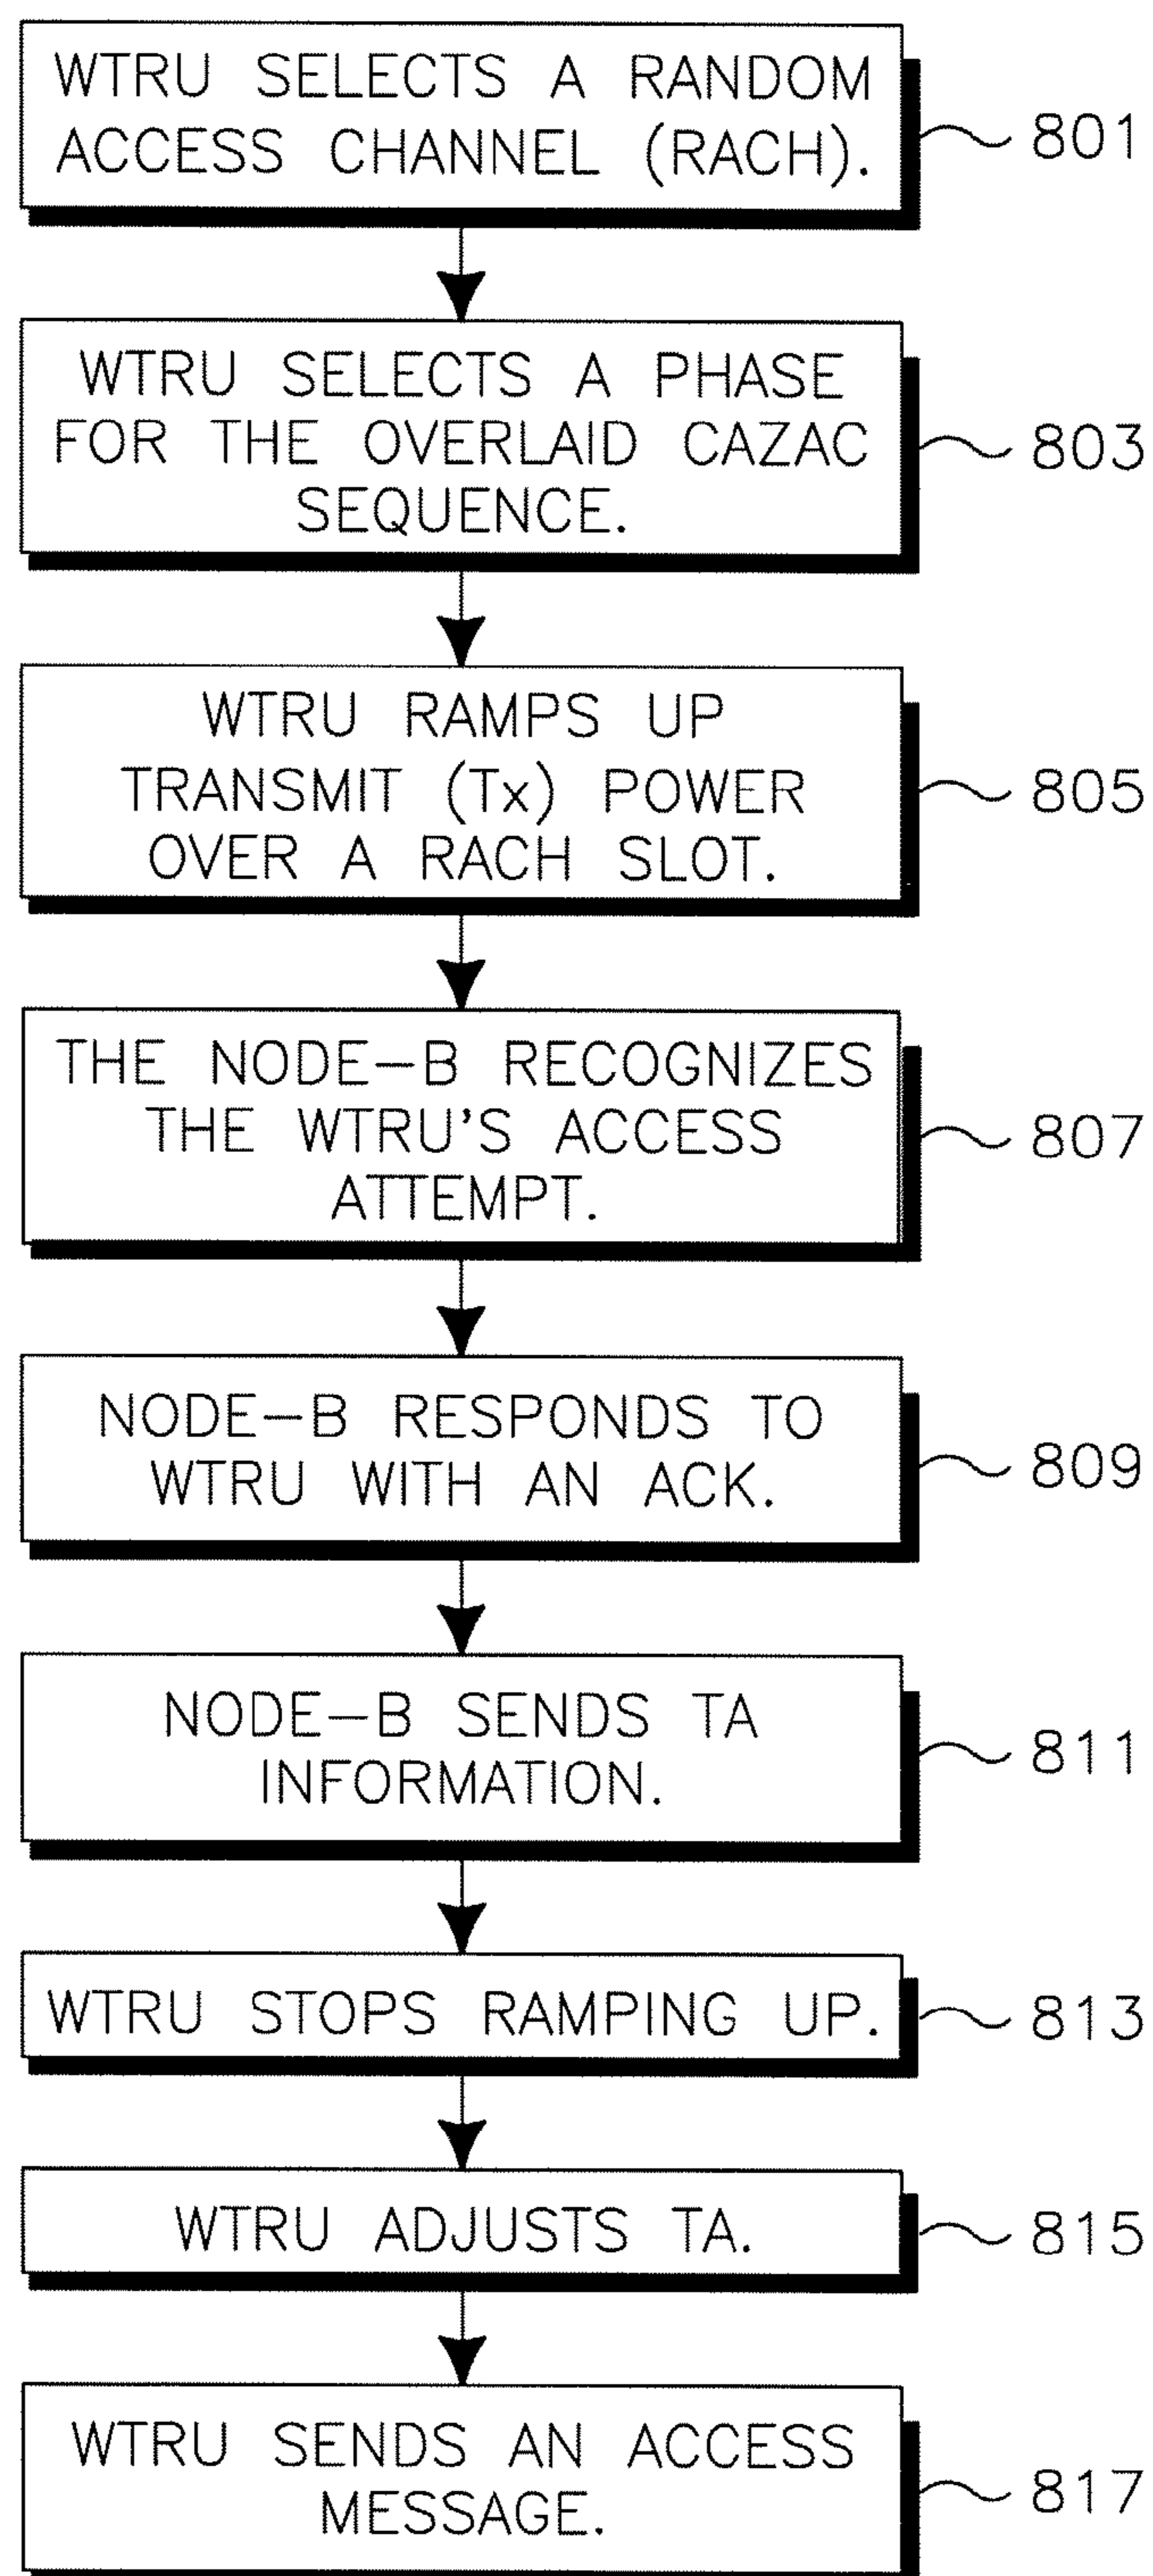 WTRU SELECTS A RANDOM
ACCESS CHANNEL (RACH).
801
WTRU SELECTS A PHASE
FOR THE OVERLAID CAZAC
SEQUENCE.
803
WTRU RAMPS UP
TRANSMIT (Tx) POWER
OVER A RACH SLOT.
805
THE NODE-B RECOGNIZES
THE WTRU'S ACCESS
ATTEMPT.
807
NODE-B RESPONDS TO
WTRU WITH AN ACK.
809
NODE-B SENDS TA
INFORMATION.
811
WTRU STOPS RAMPING UP.
813
WTRU ADJUSTS TA.
815
WTRU SENDS AN ACCESS
MESSAGE.
817